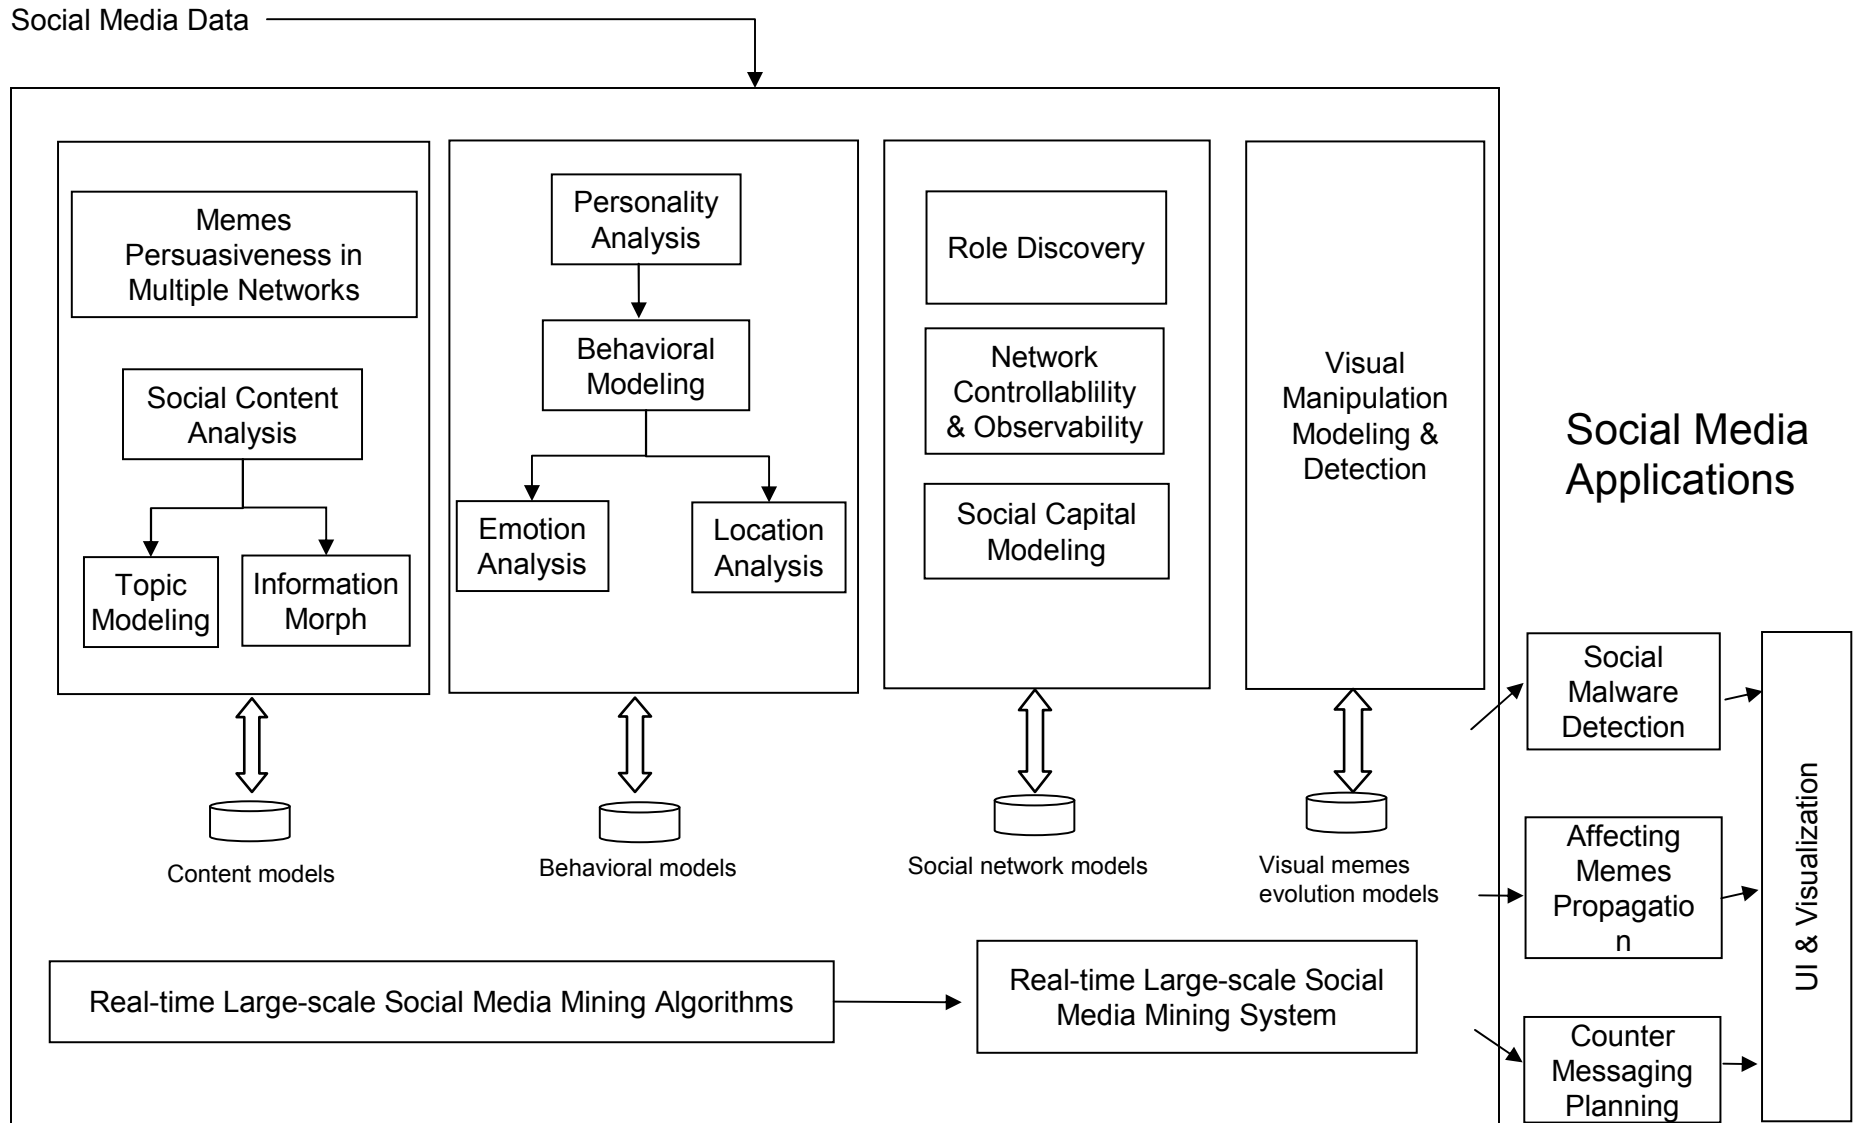 Social Media Data
Memes
Persuasiveness in
Multiple Networks
Social Content
Analysis
Topic
Modeling
Information
Morph
Personality
Analysis
Behavioral
Modeling
Emotion
Analysis
Location
Analysis
Role Discovery
Network
Controllablility
& Observability
Social Capital
Modeling
Visual
Manipulation
Modeling &
Detection
Content models
Behavioral models
Social network models
Visual memes
evolution models
Real-time Large-scale Social Media Mining Algorithms
Real-time Large-scale Social
Media Mining System
Social Media
Applications
Social
Malware
Detection
Affecting
Memes
Propagatio
n
Counter
Messaging
Planning
UI & Visualization